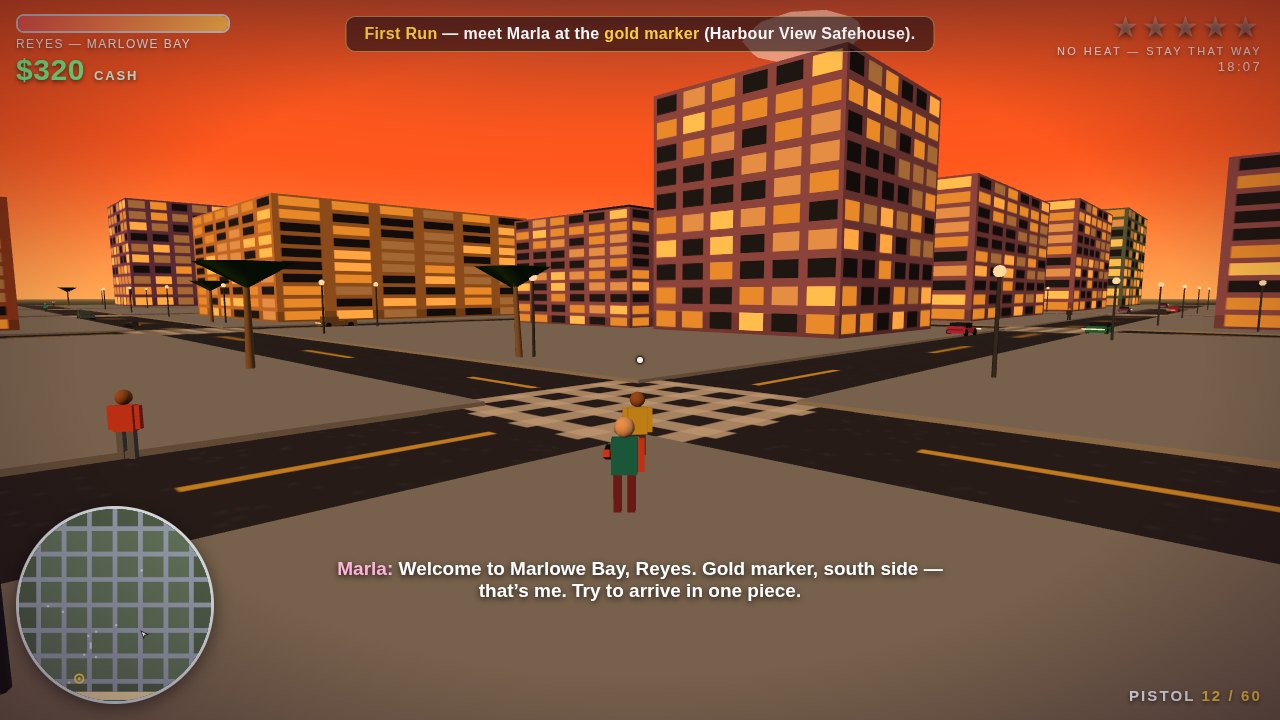 First Run — meet Marla at the gold marker (Harbour View Safehouse).
REYES — MARLOWE BAY
$320 CASH
NO HEAT — STAY THAT WAY
18:07
Marla: Welcome to Marlowe Bay, Reyes. Gold marker, south side —
that’s me. Try to arrive in one piece.
PISTOL 12 / 60